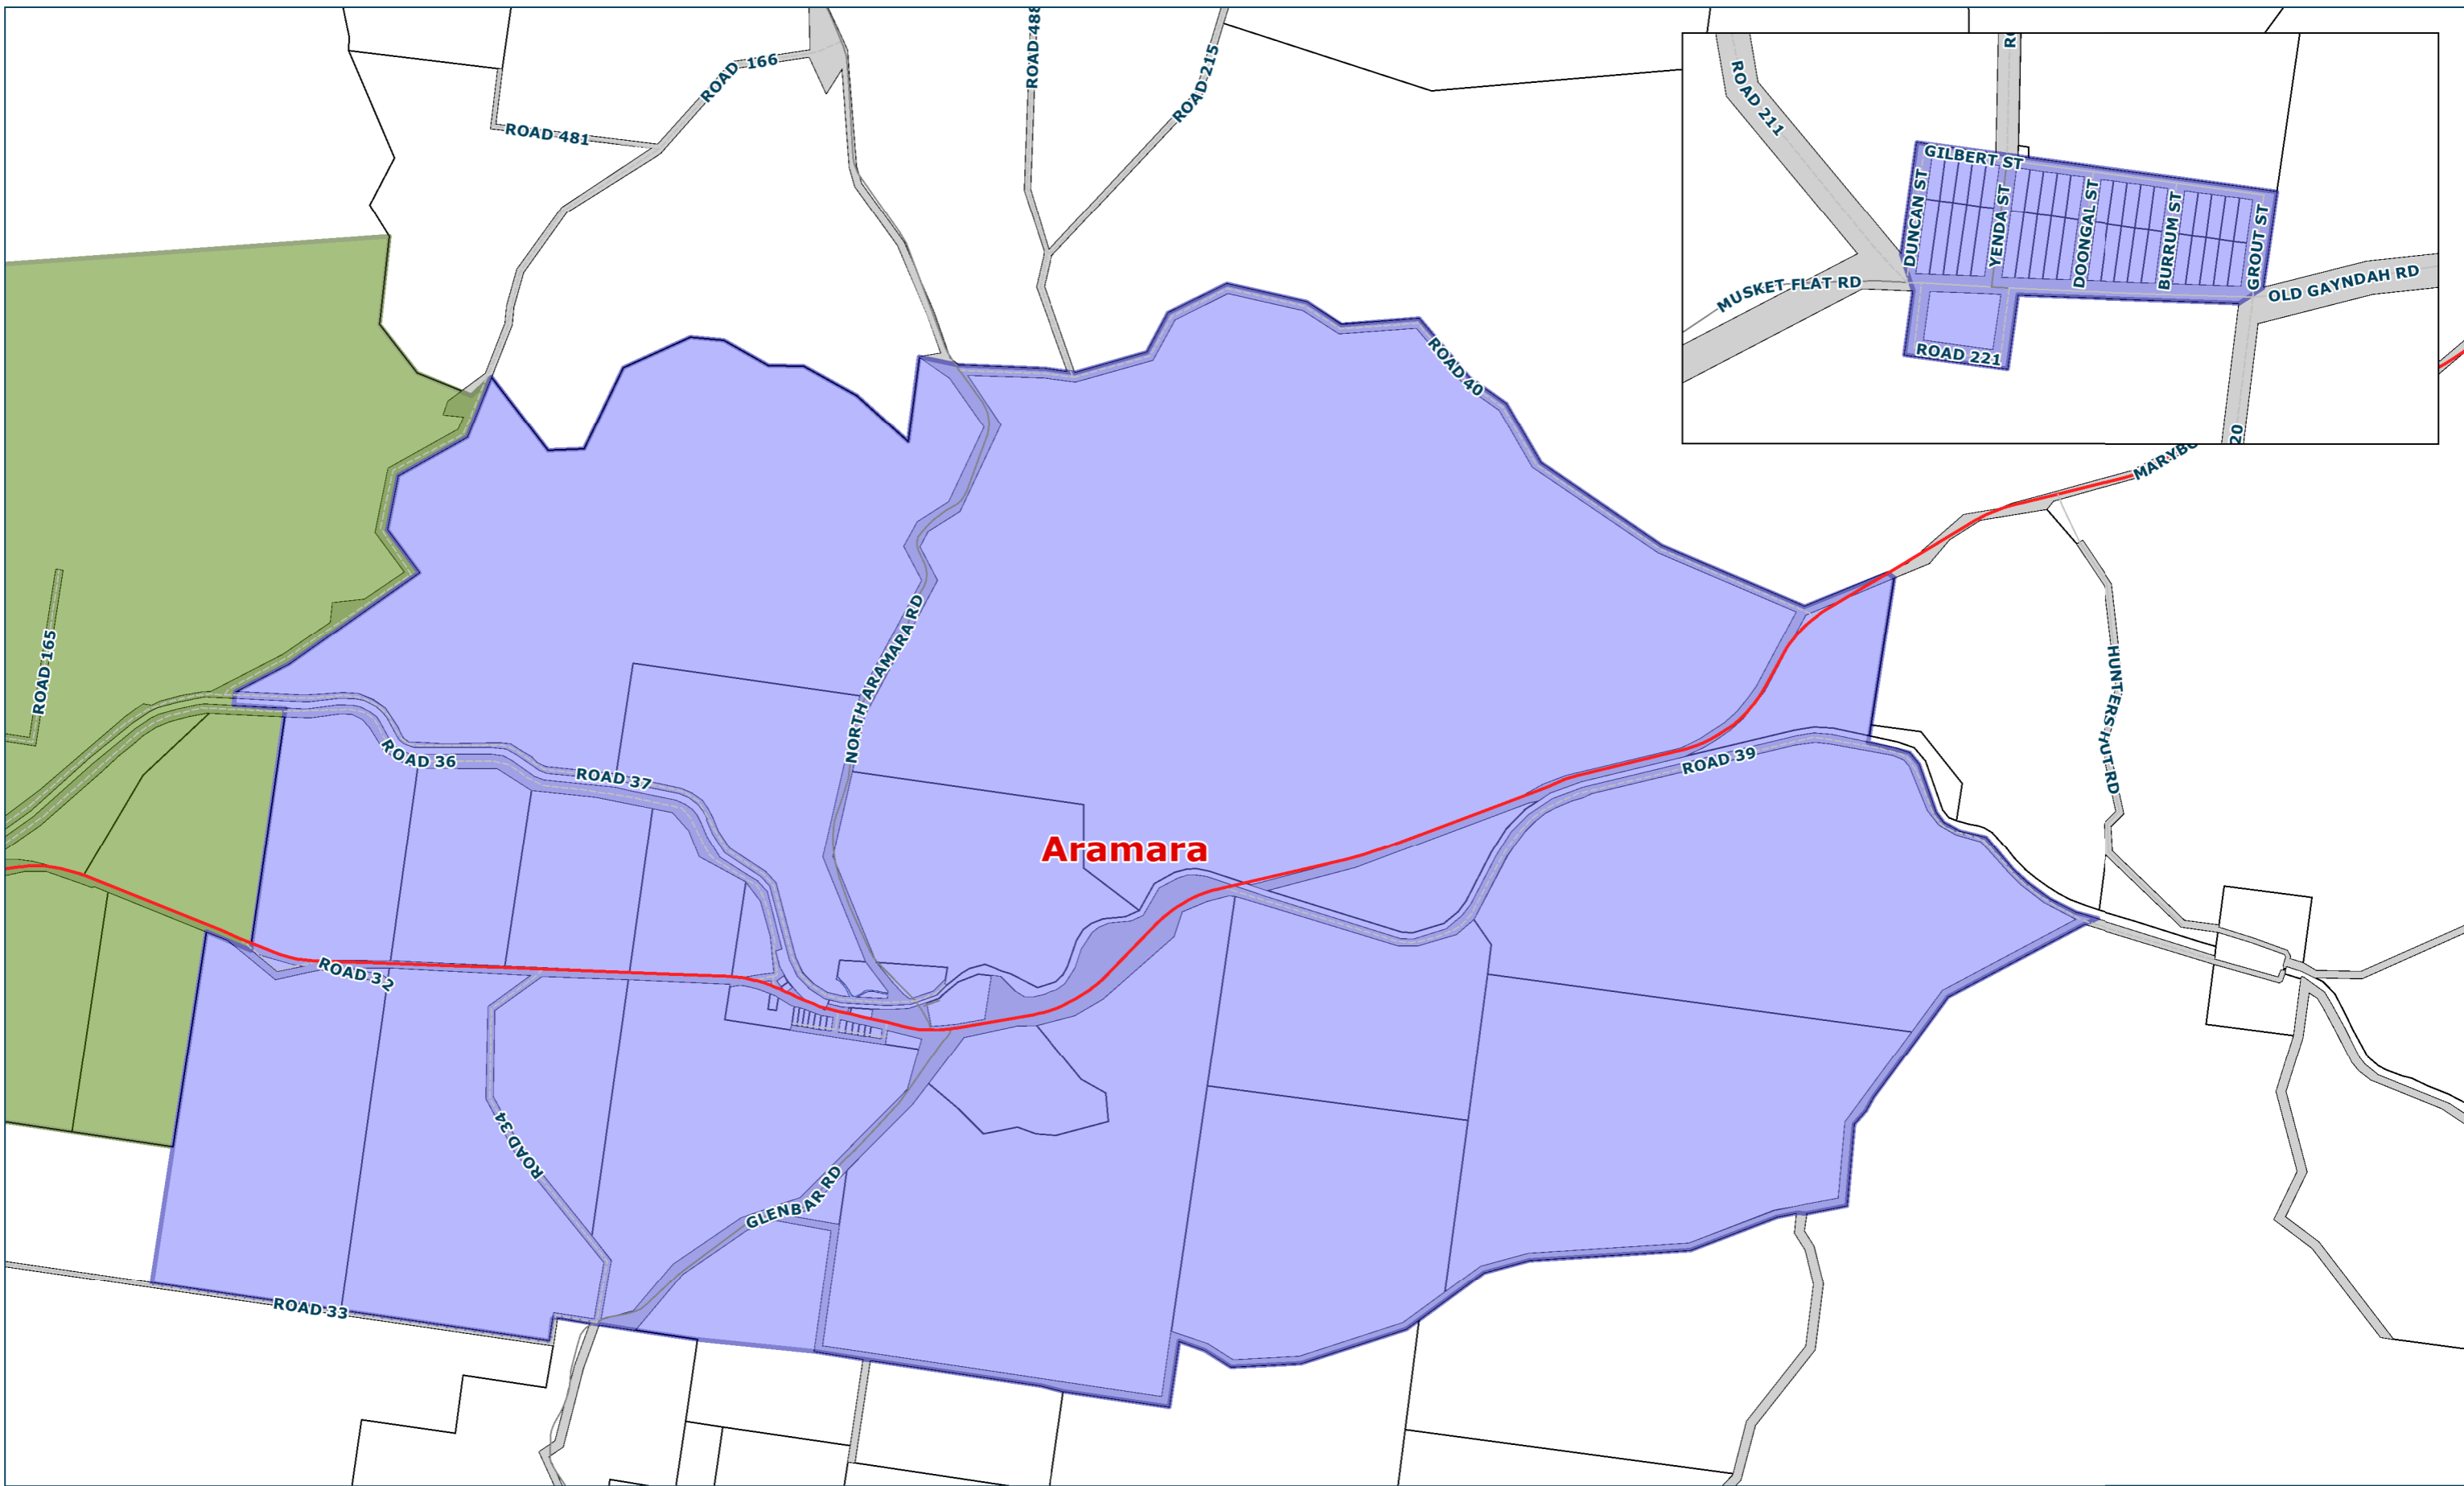 ROAD 166
ROAD 488
ROAD 215
ROAD 481
ROAD 211
GILBERT ST
DUNCAN ST
YENDA ST
DOONGAL ST
BURRUM ST
GROUT ST
MUSKET FLAT RD
OLD GAYNDAH RD
ROAD 221
20
ROAD 40
ROAD 165
NORTH ARAMARA RD
HUNTERS HUT RD
ROAD 36
ROAD 37
ROAD 39
Aramara
ROAD 32
ROAD 34
GLENBAR RD
ROAD 33